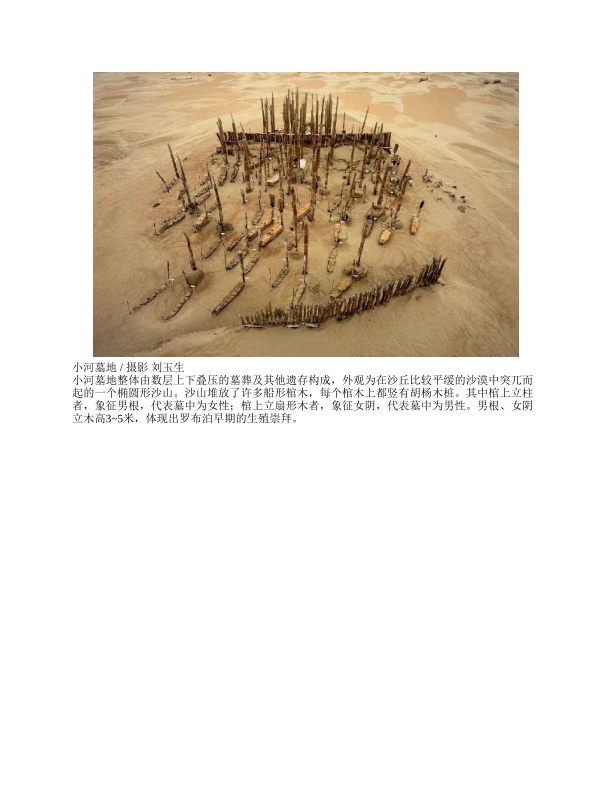 小河墓地 / 摄影 刘玉生
小河墓地整体由数层上下叠压的墓葬及其他遗存构成，外观为在沙丘比较平缓的沙漠中突兀而
起的一个椭圆形沙山。沙山堆放了许多船形棺木，每个棺木上都竖有胡杨木桩。其中棺上立柱
者，象征男根，代表墓中为女性；棺上立扇形木者，象征女阴，代表墓中为男性。男根、女阴
立木高3~5米，体现出罗布泊早期的生殖崇拜。